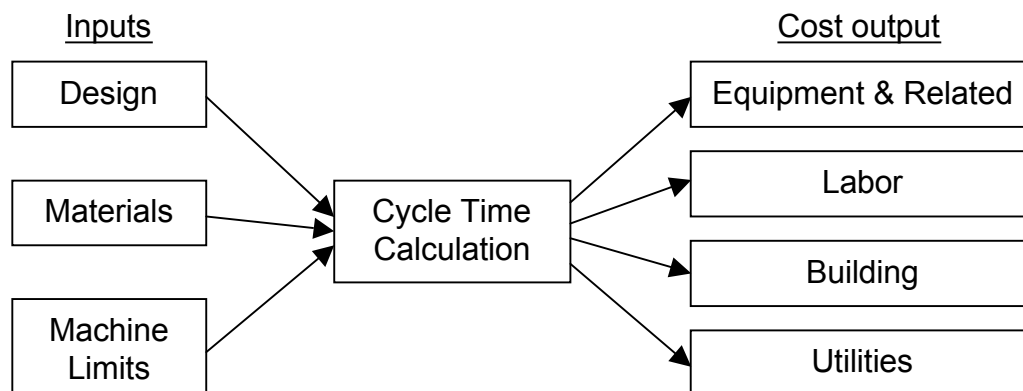 Inputs
Design
Materials
Machine
Limits
Cycle Time
Calculation
Cost output
Equipment & Related
Labor
Building
Utilities